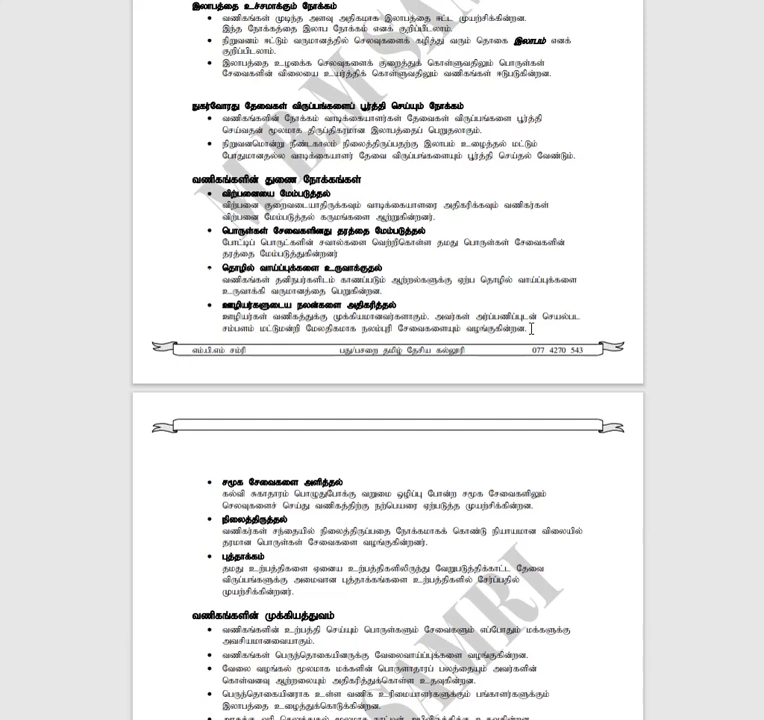 இலாபத்தை உச்சமாக்கும் நோக்கம்
வணிகங்கள் முடிந்த அளவு அதிகமாக இலாபத்தை ஈட்ட முயற்சிக்கின்றன.
இந்த நோக்கத்தை இலாப நோக்கம் எனக் குறிப்பிடலாம்.
நிறுவனம் ஈட்டும் வருமானத்தில் செலவுகளைக் கழித்து வரும் தொகை இலாபம் எனக்
குறிப்பிடலாம்.
இலாபத்தை உழைக்க செலவுகளைக் குறைத்துக் கொள்ளுவதிலும் பொருள்கள்
சேவைகளின் விலையை உயர்த்திக் கொள்ளுவதிலும் வணிகங்கள் ஈடுபடுகின்றன.
நுகர்வோரது தேவைகள் விருப்பங்களைப் பூர்த்தி செய்யும் நோக்கம்
வணிகங்களின் நோக்கம் வாடிக்கையாளர்கள் தேவைகள் விருப்பங்களை பூர்த்தி
செய்வதன் மூலமாக திருப்திகரமான இலாபத்தைப் பெறுதலாகும்.
நிறுவனமொன்று நீண்டகாலம் நிலைத்திருப்பதற்கு இலாபம் உழைத்தல் மட்டும்
போதுமானதல்ல வாடிக்கையாளர் தேவை விருப்பங்களையும் பூர்த்தி செய்தல் வேண்டும்.
வணிகங்களின் துணை நோக்கங்கள்
விற்பனையை மேம்படுத்தல்
விற்பனை குறைவடையாதிருக்கவும் வாடிக்கையாளரை அதிகரிக்கவும் வணிகர்கள்
விற்பனை மேம்படுத்தல் கருமங்களை ஆற்றுகின்றனர்.
பொருள்கள் சேவைகளினது தரத்தை மேம்படுத்தல்
போட்டிப் பொருட்களின் சவால்களை வெற்றிகொள்ள தமது பொருள்கள் சேவைகளின்
தரத்தை மேம்படுத்துகின்றனர்
தொழில் வாய்ப்புக்களை உருவாக்குதல்
வணிகங்கள் தனிநபர்களிடம் காணப்படும் ஆற்றல்களுக்கு ஏற்ப தொழில் வாய்ப்புக்களை
உருவாக்கி வருமானத்தை பெறுகின்றன.
ஊழியர்களுடைய நலன்களை அதிகரித்தல்
ஊழியர்கள் வணிகத்துக்கு முக்கியமானவர்களாகும். அவர்கள் அர்ப்பணிப்புடன் செயல்பட
சம்பளம் மட்டுமன்றி மேலதிகமாக நலம்புரி சேவைகளையும் வழங்குகின்றன.
எம்.பி.எம் சம்ரி பது/பசறை தமிழ் தேசிய கல்லூரி 077 4270 543
சமூக சேவைகளை அளித்தல்
கல்வி சுகாதாரம் பொழுதுபோக்கு வறுமை ஒழிப்பு போன்ற சமூக சேவைகளிலும்
செலவுகளைச் செய்து வணிகத்திற்கு நற்பெயரை ஏற்படுத்த முயற்சிக்கின்றன.
நிலைத்திருத்தல்
வணிகர்கள் சந்தையில் நிலைத்திருப்பதை நோக்கமாகக் கொண்டு நியாயமான விலையில்
தரமான பொருள்கள் சேவைகளை வழங்குகின்றனர்.
புத்தாக்கம்
தமது உற்பத்திகளை ஏனைய உற்பத்திகளிலிருந்து வேறுபடுத்திக்காட்ட தேவை
விருப்பங்களுக்கு அமைவான புத்தாக்கங்களை உற்பத்திகளில் சேர்ப்பதில்
முயற்சிக்கின்றனர்.
வணிகங்களின் முக்கியத்துவம்
வணிகங்களின் உற்பத்தி செய்யும் பொருள்களும் சேவைகளும் எப்போதும் மக்களுக்கு
அவசியமானவையாகும்.
வணிகங்கள் பெருந்தொகையினருக்கு வேலைவாய்ப்புக்களை வழங்குகின்றன.
வேலை வழங்கல் மூலமாக மக்களின் பொருளாதாரப் பலத்தையும் அவர்களின்
கொள்வனவு ஆற்றலையும் அதிகரித்துக்கொள்ள உதவுகின்றன.
பெருந்தொகையினராக உள்ள வணிக உரிமையாளர்களுக்கும் பங்காளர்களுக்கும்
இலாபத்தை உழைத்துக்கொடுக்கின்றன.
M.B.M SAMRI
SAMRI